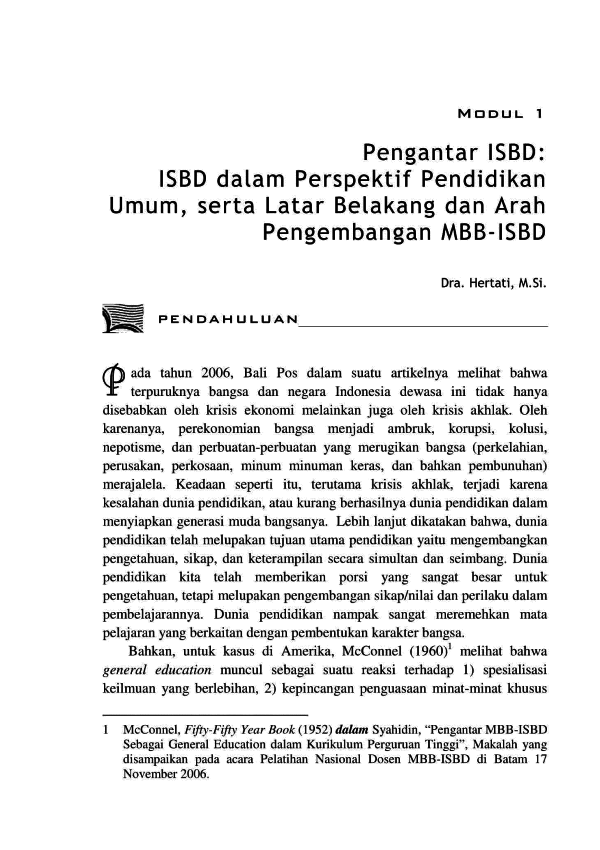 MODUL 1
Pengantar ISBD:
ISBD dalam Perspektif Pendidikan
Umum, serta Latar Belakang dan Arah
Pengembangan MBB-ISBD
Dra. Hertati, M.Si.
PENDAHULUAN
Pada tahun 2006, Bali Pos dalam suatu artikelnya melihat bahwa
terpuruknya bangsa dan negara Indonesia dewasa ini tidak hanya
disebabkan oleh krisis ekonomi melainkan juga oleh krisis akhlak. Oleh
karenanya, perekonomian bangsa menjadi ambruk, korupsi, kolusi,
nepotisme, dan perbuatan-perbuatan yang merugikan bangsa (perkelahian,
perusakan, perkosaan, minum minuman keras, dan bahkan pembunuhan)
merajalela. Keadaan seperti itu, terutama krisis akhlak, terjadi karena
kesalahan dunia pendidikan, atau kurang berhasilnya dunia pendidikan dalam
menyiapkan generasi muda bangsanya. Lebih lanjut dikatakan bahwa, dunia
pendidikan telah melupakan tujuan utama pendidikan yaitu mengembangkan
pengetahuan, sikap, dan keterampilan secara simultan dan seimbang. Dunia
pendidikan kita telah memberikan porsi yang sangat besar untuk
pengetahuan, tetapi melupakan pengembangan sikap/nilai dan perilaku dalam
pembelajarannya. Dunia pendidikan nampak sangat meremehkan mata
pelajaran yang berkaitan dengan pembentukan karakter bangsa.
Bahkan, untuk kasus di Amerika, McConnel (1960)¹ melihat bahwa
general education muncul sebagai suatu reaksi terhadap 1) spesialisasi
keilmuan yang berlebihan, 2) kepincangan penguasaan minat-minat khusus
1 McConnel, Fifty-Fifty Year Book (1952) dalam Syahidin, “Pengantar MBB-ISBD
Sebagai General Education dalam Kurikulum Perguruan Tinggi”, Makalah yang
disampaikan pada acara Pelatihan Nasional Dosen MBB-ISBD di Batam 17
November 2006.